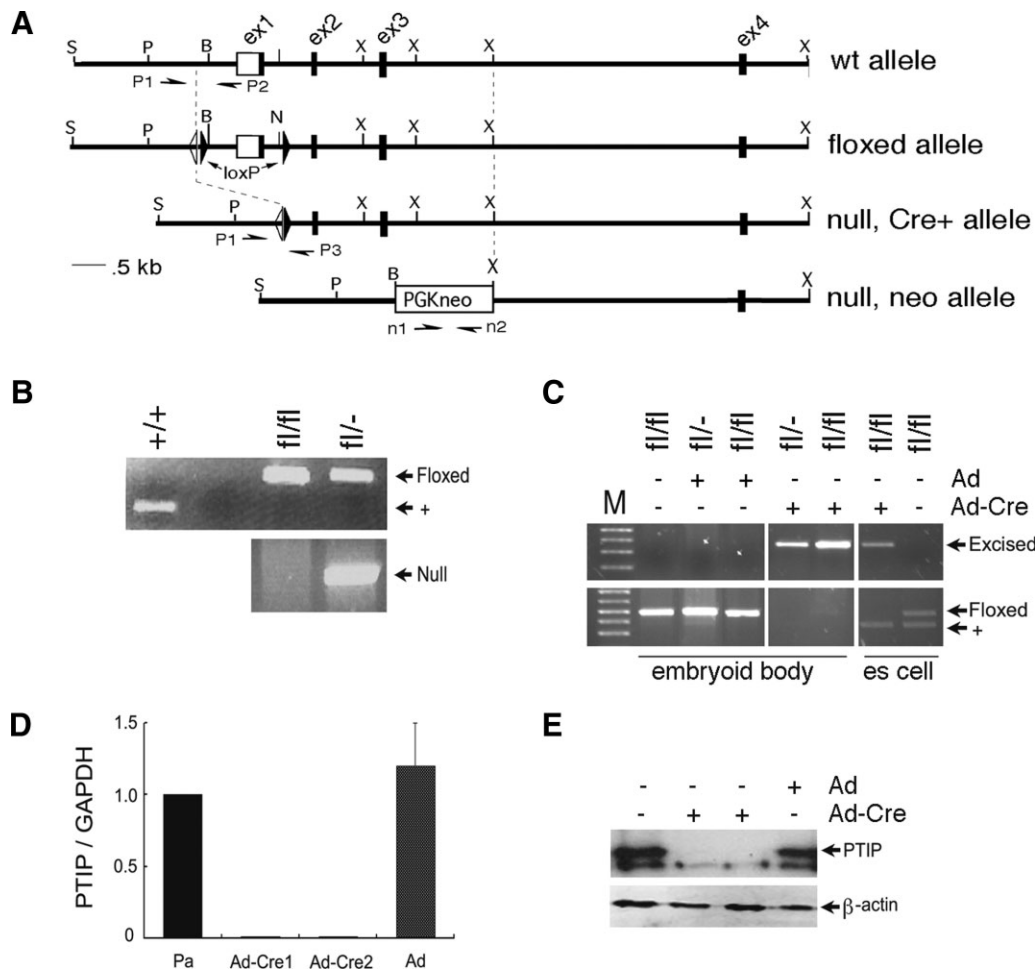 A
S P B ex1 ex2 X ex3 X X ex4 X
wt allele
P1 P2
S P B N X X X X
floxed allele
loxP
S P X X X X
null, Cre+ allele
P1 P3
.5 kb
S P B X X
PGKneo
null, neo allele
n1 n2
B
+/+ fl/fl fl/-
Floxed
+
Null
C
fl/fl fl/- fl/fl fl/- fl/fl fl/fl fl/fl
- + + - - - - Ad
M - - - + + + - Ad-Cre
Excised
Floxed
+
embryoid body es cell
D
PTIP / GAPDH
1.5
1.0
0.5
0
Pa Ad-Cre1 Ad-Cre2 Ad
E
- - - + Ad
- + + - Ad-Cre
PTIP
β-actin